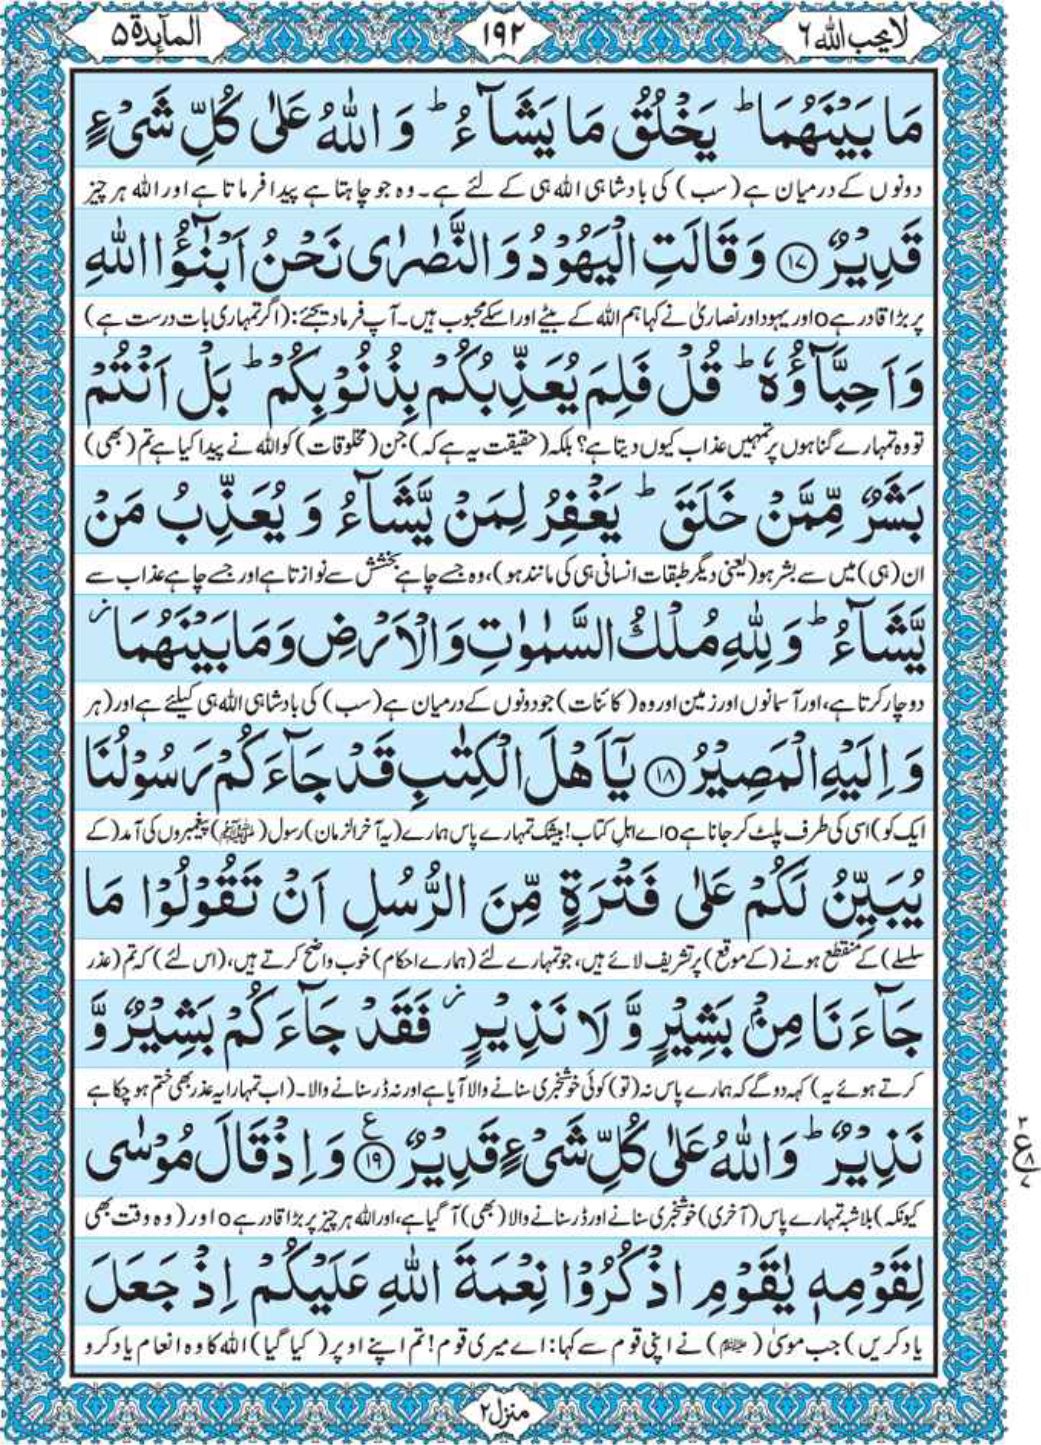 لا یحب اللہ ٦
١٩٢
المآئدۃ ٥
مَا بَیْنَهُمَا ؕ یَخْلُقُ مَا یَشَآءُ ؕ وَ اللّٰهُ عَلٰی كُلِّ شَیْءٍ
دونوں کے درمیان ہے (سب) کی بادشاہی اللہ ہی کے لئے ہے۔ وہ جو چاہتا ہے پیدا فرماتا ہے اور اللہ ہر چیز
قَدِیْرٌ ﴿۱۷﴾ وَ قَالَتِ الْیَهُوْدُ وَ النَّصٰرٰی نَحْنُ اَبْنٰٓؤُا اللّٰهِ
پر بڑا قادر ہےo اور یہود اور نصاریٰ نے کہا ہم اللہ کے بیٹے اور اسکے محبوب ہیں۔ آپ فرما دیجئے: (اگر تمہاری بات درست ہے)
وَ اَحِبَّآؤُهٗ ؕ قُلْ فَلِمَ یُعَذِّبُكُمْ بِذُنُوْبِكُمْ ؕ بَلْ اَنْتُمْ
تو وہ تمہارے گناہوں پر تمہیں عذاب کیوں دیتا ہے؟ بلکہ (حقیقت یہ ہے کہ) جن (مخلوقات) کو اللہ نے پیدا کیا ہے تم (بھی)
بَشَرٌ مِّمَّنْ خَلَقَ ؕ یَغْفِرُ لِمَنْ یَّشَآءُ وَ یُعَذِّبُ مَنْ
ان (ہی) میں سے بشر ہو (یعنی دیگر طبقات انسانی ہی کی مانند ہو)، وہ جسے چاہے بخشش سے نوازتا ہے اور جسے چاہے عذاب سے
یَّشَآءُ ؕ وَ لِلّٰهِ مُلْكُ السَّمٰوٰتِ وَ الْاَرْضِ وَ مَا بَیْنَهُمَا ؗ
دوچار کرتا ہے، اور آسمانوں اور زمین اور وہ (کائنات) جو دونوں کے درمیان ہے (سب) کی بادشاہی اللہ ہی کیلئے ہے اور (ہر
وَ اِلَیْهِ الْمَصِیْرُ ﴿۱۸﴾ یٰۤاَهْلَ الْكِتٰبِ قَدْ جَآءَكُمْ رَسُوْلُنَا
ایک کو) اسی کی طرف پلٹ کر جانا ہےo اے اہلِ کتاب! بیشک تمہارے پاس ہمارے (یہ آخر الزمان) رسول (ﷺ) پیغمبروں کی آمد (کے
یُبَیِّنُ لَكُمْ عَلٰی فَتْرَةٍ مِّنَ الرُّسُلِ اَنْ تَقُوْلُوْا مَا
سلسلے) کے منقطع ہونے (کے موقع) پر تشریف لائے ہیں، جو تمہارے لئے (ہمارے احکام) خوب واضح کرتے ہیں، (اس لئے) کہ تم (عذر
جَآءَنَا مِنْۢ بَشِیْرٍ وَّ لَا نَذِیْرٍ ؗ فَقَدْ جَآءَكُمْ بَشِیْرٌ وَّ
کرتے ہوئے یہ) کہہ دو گے کہ ہمارے پاس نہ (تو) کوئی خوشخبری سنانے والا آیا ہے اور نہ ڈر سنانے والا۔ (اب تمہارا یہ عذر بھی ختم ہو چکا ہے
نَذِیْرٌ ؕ وَ اللّٰهُ عَلٰی كُلِّ شَیْءٍ قَدِیْرٌ ﴿۱۹﴾ ع وَ اِذْ قَالَ مُوْسٰی
٣ ع ٨ ٧
کیونکہ) بلاشبہ تمہارے پاس (آخری) خوشخبری سنانے اور ڈر سنانے والا (بھی) آ گیا ہے، اور اللہ ہر چیز پر بڑا قادر ہےo اور (وہ وقت بھی
لِقَوْمِهٖ یٰقَوْمِ اذْكُرُوْا نِعْمَةَ اللّٰهِ عَلَیْكُمْ اِذْ جَعَلَ
یاد کریں) جب موسٰی (علیہ السلام) نے اپنی قوم سے کہا: اے میری قوم! تم اپنے اوپر (کیا گیا) اللہ کا وہ انعام یاد کرو
منزل ٢